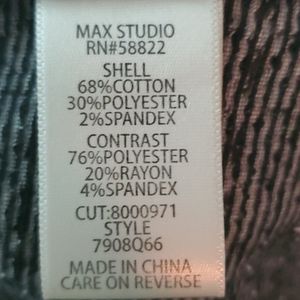 MAX STUDIO
RN#58822
SHELL
68%COTTON
30%POLYESTER
2%SPANDEX
CONTRAST
76%POLYESTER
20%RAYON
4%SPANDEX
CUT:8000971
STYLE
7908Q66
MADE IN CHINA
CARE ON REVERSE